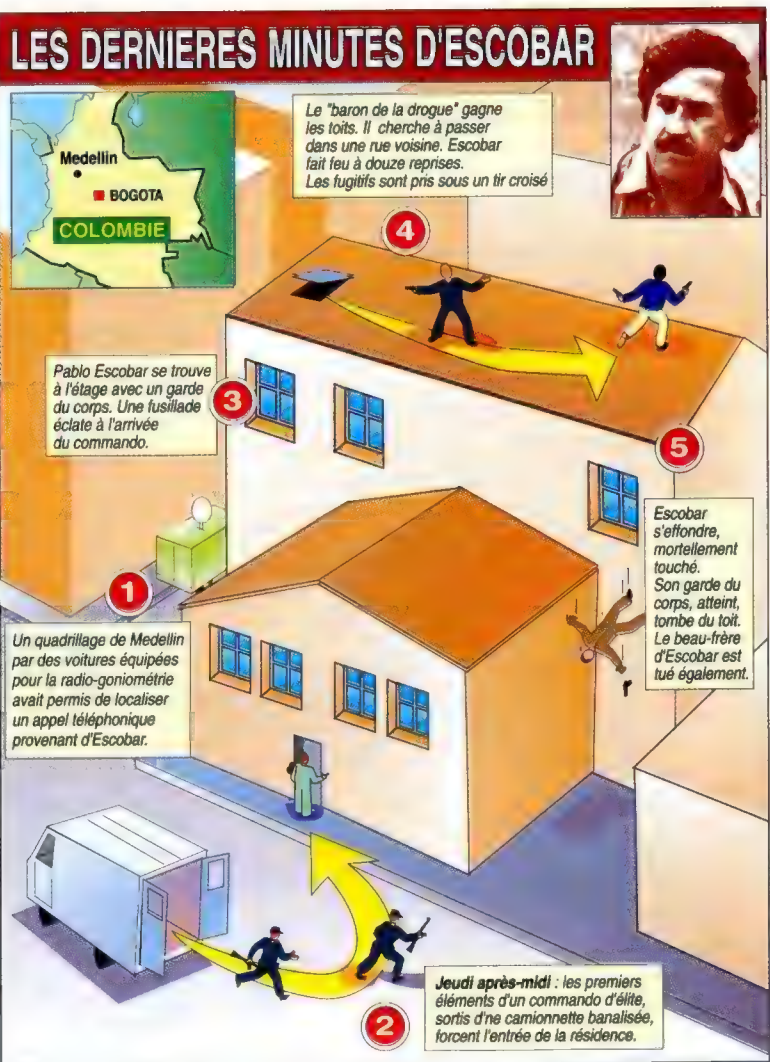 LES DERNIERES MINUTES D'ESCOBAR
Medellin
BOGOTA
COLOMBIE
Le "baron de la drogue" gagne
les toits. Il cherche à passer
dans une rue voisine. Escobar
fait feu à douze reprises.
Les fugitifs sont pris sous un tir croisé
4
Pablo Escobar se trouve
à l'étage avec un garde
du corps. Une fusillade
éclate à l'arrivée
du commando.
3
5
Escobar
s'effondre,
mortellement
touché.
Son garde du
corps, atteint,
tombe du toit.
Le beau-frère
d'Escobar est
tué également.
1
Un quadrillage de Medellin
par des voitures équipées
pour la radio-goniométrie
avait permis de localiser
un appel téléphonique
provenant d'Escobar.
2
Jeudi après-midi : les premiers
éléments d'un commando d'élite,
sortis d'ne camionnette banalisée,
forcent l'entrée de la résidence.